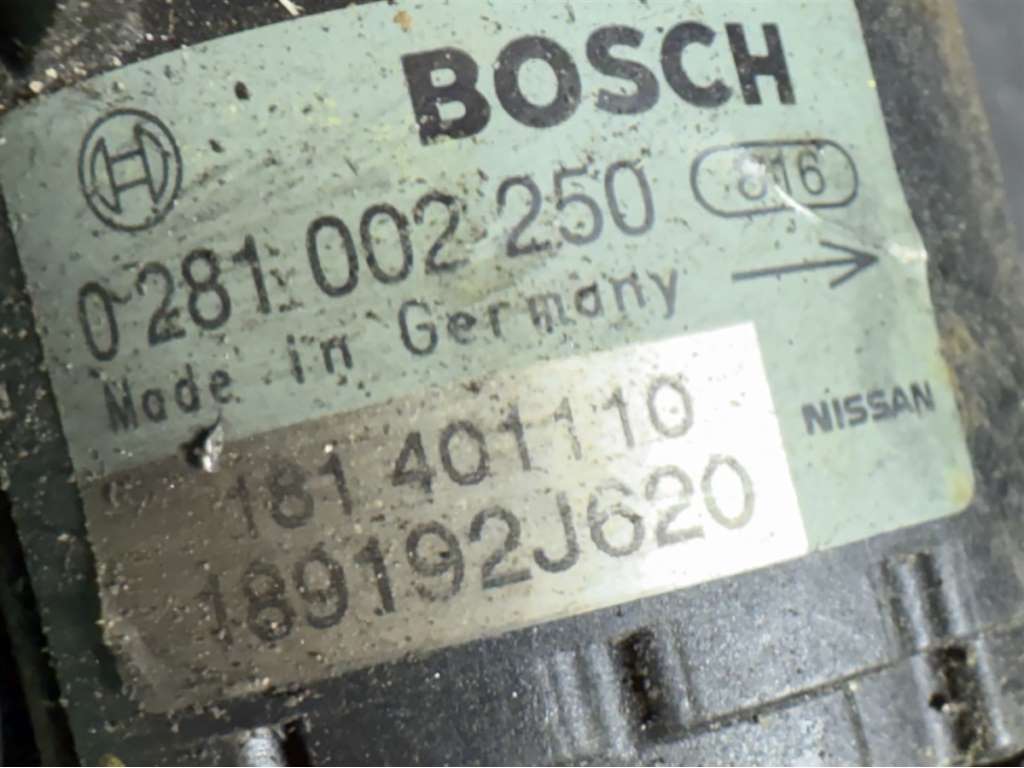 BOSCH
0 281 002 250 816
Made in Germany
NISSAN
181 401110
189192J620